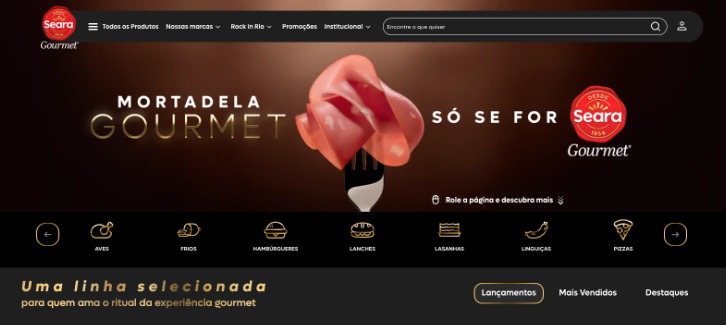 DESDE
Seara
1956
Gourmet
Todos os Produtos
Nossas marcas
Rock in Rio
Promoções
Institucional
Encontre o que quiser
MORTADELA
GOURMET
SÓ SE FOR
DESDE
Seara
1956
Gourmet
Role a página e descubra mais
AVES
FRIOS
HAMBÚRGUERES
LANCHES
LASANHAS
LINGUIÇAS
PIZZAS
Uma linha selecionada
para quem ama o ritual da experiência gourmet
Lançamentos
Mais Vendidos
Destaques